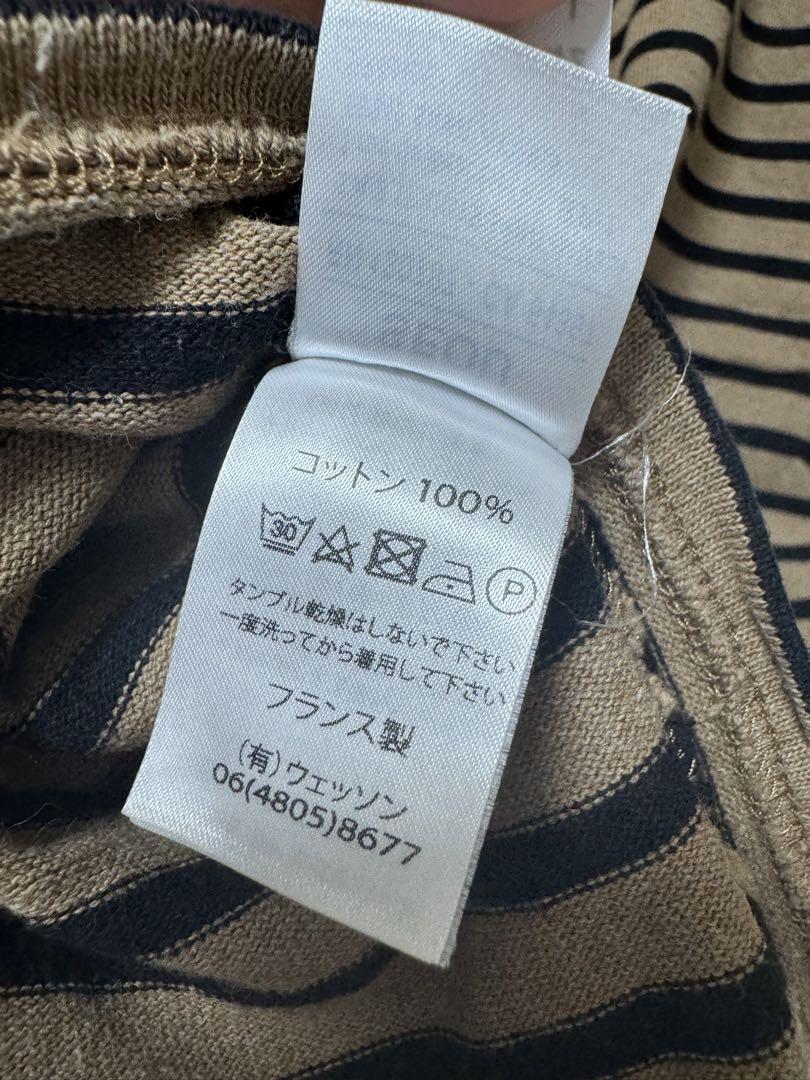 コットン 100%
30 P
タンブル乾燥はしないで下さい
一度洗ってから着用して下さい
フランス製
(有)ウェッソン
06(4805)8677